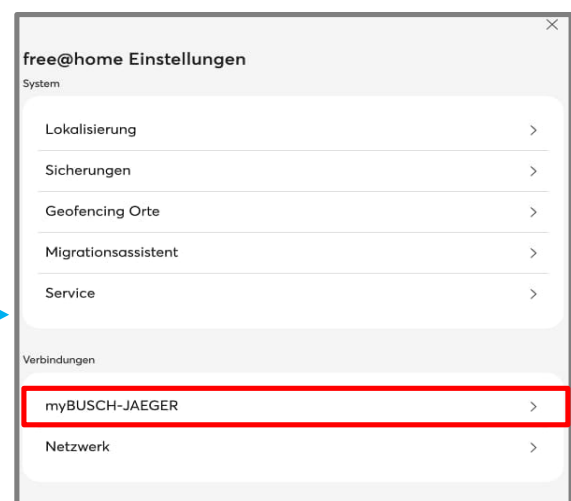 free@home Einstellungen
System
Lokalisierung
Sicherungen
Geofencing Orte
Migrationsassistent
Service
Verbindungen
myBUSCH-JAEGER
Netzwerk